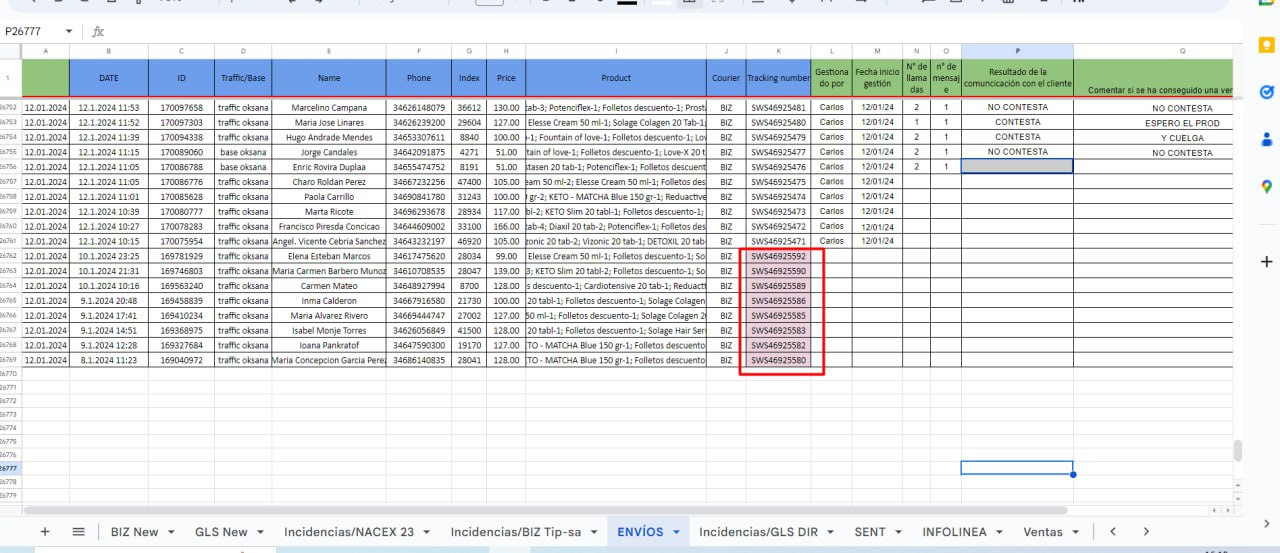 P26777 fx
A B C D E F G H I J K L M N O P Q
1 DATE ID Traffic/Base Name Phone Index Price Product Courier Tracking number Gestiona do por Fecha inicio gestión N° de llama das n° de mensaj e Resultado de la comuncicación con el cliente Comentar si se ha conseguido una ver
26752 12.01.2024 12.1.2024 11:53 170097658 traffic oksana Marcelino Campana 34626148079 36612 130.00 tab-3; Potenciflex-1; Folletos descuento-1; Prosta BIZ SWS46925481 Carlos 12/01/24 2 1 NO CONTESTA NO CONTESTA
26753 12.01.2024 12.1.2024 11:52 170097303 traffic oksana Maria Jose Linares 34626239200 29604 127.00 Elesse Cream 50 ml-1; Solage Colagen 20 Tab-1; BIZ SWS46925480 Carlos 12/01/24 1 1 CONTESTA ESPERO EL PROD
26754 12.01.2024 12.1.2024 11:39 170094338 traffic oksana Hugo Andrade Mendes 34653307611 8840 100.00 -1; Fountain of love-1; Folletos descuento-1; Lov BIZ SWS46925479 Carlos 12/01/24 2 1 CONTESTA Y CUELGA
26755 12.01.2024 12.1.2024 11:15 170089060 base oksana Jorge Candales 34642091875 4271 51.00 tain of love-1; Folletos descuento-1; Love-X 20 t BIZ SWS46925477 Carlos 12/01/24 2 1 NO CONTESTA NO CONTESTA
26756 12.01.2024 12.1.2024 11:05 170086788 base oksana Enric Rovira Duplaa 34655474752 8191 51.00 stasen 20 tab-1; Potenciflex-1; Folletos descuent BIZ SWS46925476 Carlos 12/01/24 2 1
26757 12.01.2024 12.1.2024 11:05 170086776 traffic oksana Charo Roldan Perez 34667232256 47400 105.00 eam 50 ml-2; Elesse Cream 50 ml-1; Folletos des BIZ SWS46925475 Carlos 12/01/24
26758 12.01.2024 12.1.2024 11:01 170085628 traffic oksana Paola Carrillo 34690841780 31243 100.00 gr-2; KETO - MATCHA Blue 150 gr-1; Reductive BIZ SWS46925474 Carlos 12/01/24
26759 12.01.2024 12.1.2024 10:39 170080777 traffic oksana Marta Ricote 34696293678 28934 117.00 bl-2; KETO Slim 20 tabl-1; Folletos descuento-1; BIZ SWS46925473 Carlos 12/01/24
26760 12.01.2024 12.1.2024 10:27 170078283 traffic oksana Francisco Piresda Concicao 34644609002 33100 166.00 tab-4; Diaxil 20 tab-2; Potenciflex-1; Folletos de BIZ SWS46925472 Carlos 12/01/24
26761 12.01.2024 12.1.2024 10:15 170075954 traffic oksana Angel. Vicente Cebria Sanchez 34643232197 46920 105.00 zonic 20 tab-2; Vizonic 20 tab-1; DETOXIL 20 tab- BIZ SWS46925471 Carlos 12/01/24
26762 12.01.2024 10.1.2024 23:25 169781929 traffic oksana Elena Esteban Marcos 34617475620 28034 99.00 Elesse Cream 50 ml-1; Folletos descuento-1; So BIZ SWS46925592
26763 12.01.2024 10.1.2024 21:31 169746803 traffic oksana Maria Carmen Barbero Munoz 34610708535 28047 139.00 3; KETO Slim 20 tabl-2; Folletos descuento-1; So BIZ SWS46925590
26764 12.01.2024 10.1.2024 10:16 169563240 traffic oksana Carmen Mateo 34648927994 8700 128.00 s descuento-1; Cardiotensive 20 tab-1; Reducti BIZ SWS46925589
26765 12.01.2024 9.1.2024 20:48 169458839 traffic oksana Inma Calderon 34667916580 21730 100.00 20 tabl-1; Folletos descuento-1; Solage Colagen BIZ SWS46925586
26766 12.01.2024 9.1.2024 17:41 169410234 traffic oksana Maria Alvarez Rivero 34669444747 27002 127.00 50 ml-1; Folletos descuento-1; Solage Colagen 2 BIZ SWS46925585
26767 12.01.2024 9.1.2024 14:51 169368975 traffic oksana Isabel Monje Torres 34626056849 41500 128.00 20 tabl-1; Folletos descuento-1; Solage Hair Ser BIZ SWS46925583
26768 12.01.2024 9.1.2024 12:28 169327684 traffic oksana Ioana Pankratof 34647590300 19170 127.00 TO - MATCHA Blue 150 gr-1; Folletos descuento BIZ SWS46925582
26769 12.01.2024 8.1.2024 11:23 169040972 traffic oksana Maria Concepcion Garcia Perez 34686140835 28041 128.00 TO - MATCHA Blue 150 gr-1; Folletos descuento BIZ SWS46925580
26770
26771
26772
26773
26774
26775
26776
26777
26778
26779
BIZ New GLS New Incidencias/NACEX 23 Incidencias/BIZ Tip-sa ENVÍOS Incidencias/GLS DIR SENT INFOLINEA Ventas